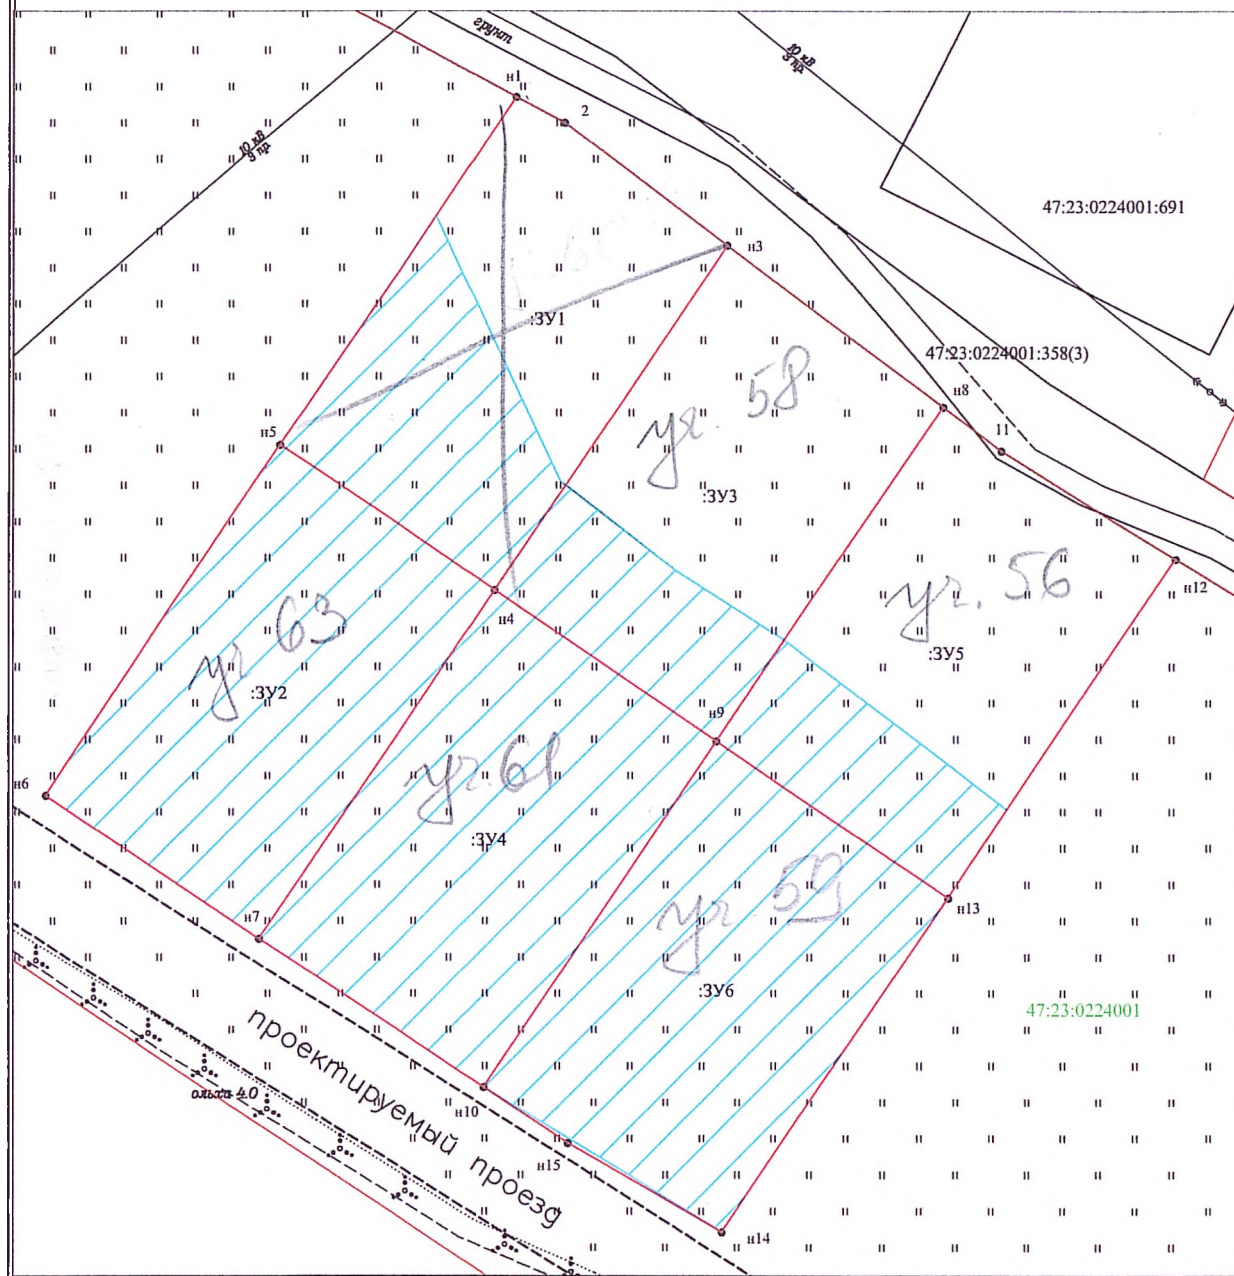 грунт
10 кВ
3 пр.
н1
2
10 кВ
3 пр.
47:23:0224001:691
н3
:ЗУ1
47:23:0224001:358(3)
уч 58
н8
11
н5
:ЗУ3
н12
уч. 56
н4
уч 63
:ЗУ5
:ЗУ2
н9
уч. 61
н6
:ЗУ4
уч. 59
н13
н7
:ЗУ6
47:23:0224001
проектируемый проезд
ольха 4.0
н10
н15
н14